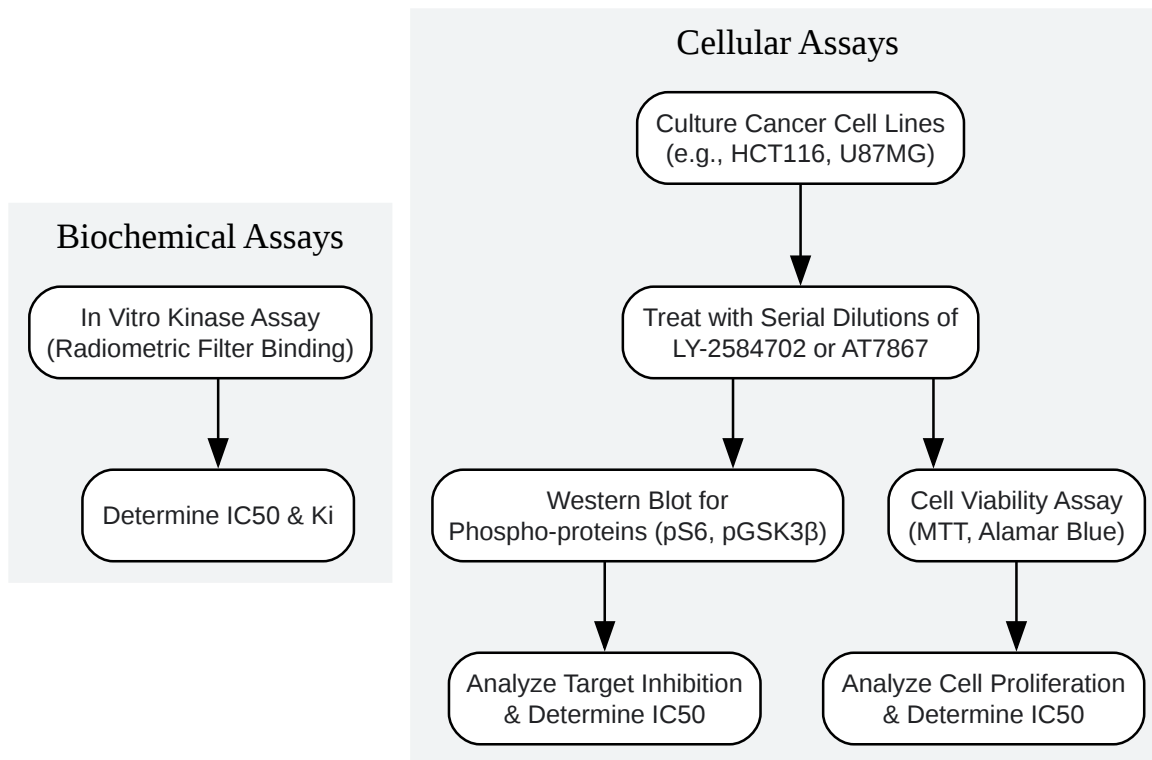 Biochemical Assays
In Vitro Kinase Assay
(Radiometric Filter Binding)
Determine IC50 & Ki
Cellular Assays
Culture Cancer Cell Lines
(e.g., HCT116, U87MG)
Treat with Serial Dilutions of
LY-2584702 or AT7867
Western Blot for
Phospho-proteins (pS6, pGSK3β)
Cell Viability Assay
(MTT, Alamar Blue)
Analyze Target Inhibition
& Determine IC50
Analyze Cell Proliferation
& Determine IC50